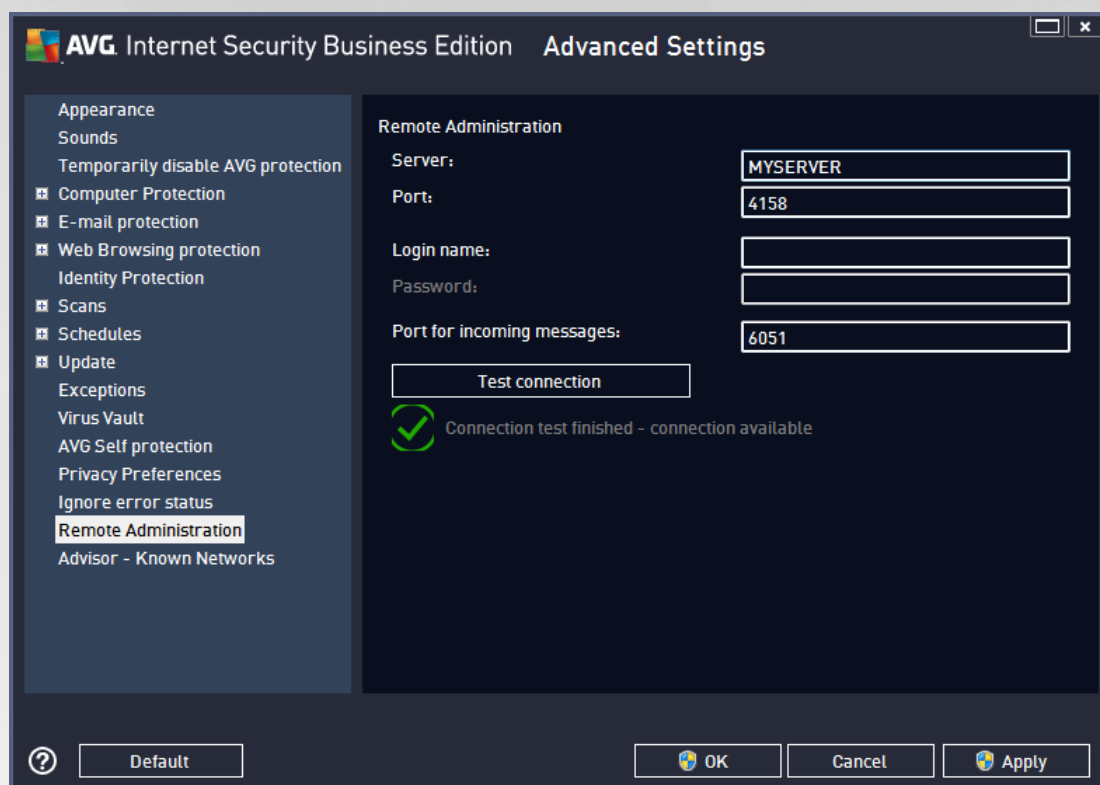 AVG. Internet Security Business Edition Advanced Settings
Appearance
Sounds
Temporarily disable AVG protection
Computer Protection
E-mail protection
Web Browsing protection
Identity Protection
Scans
Schedules
Update
Exceptions
Virus Vault
AVG Self protection
Privacy Preferences
Ignore error status
Remote Administration
Advisor - Known Networks
Remote Administration
Server: MYSERVER
Port: 4158
Login name:
Password:
Port for incoming messages: 6051
Test connection
Connection test finished - connection available
? Default OK Cancel Apply